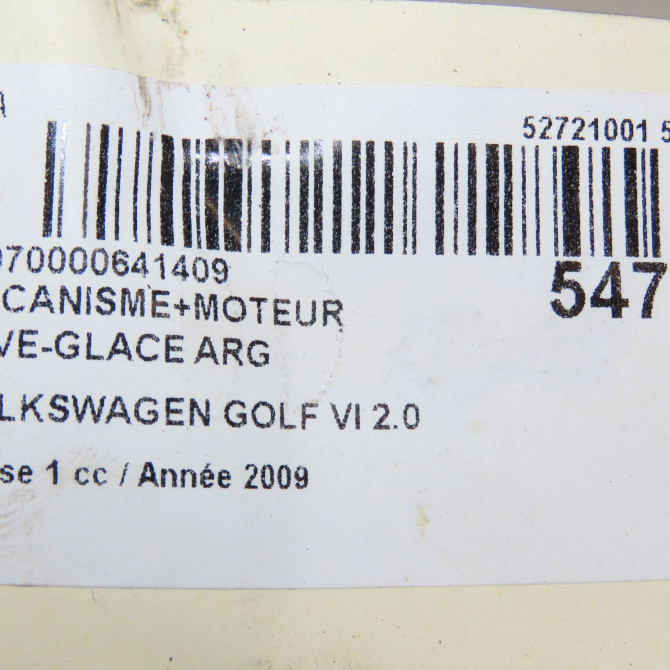 A
52721001 5
070000641409
547
CANISME+MOTEUR
VE-GLACE ARG
LKSWAGEN GOLF VI 2.0
se 1 cc / Année 2009